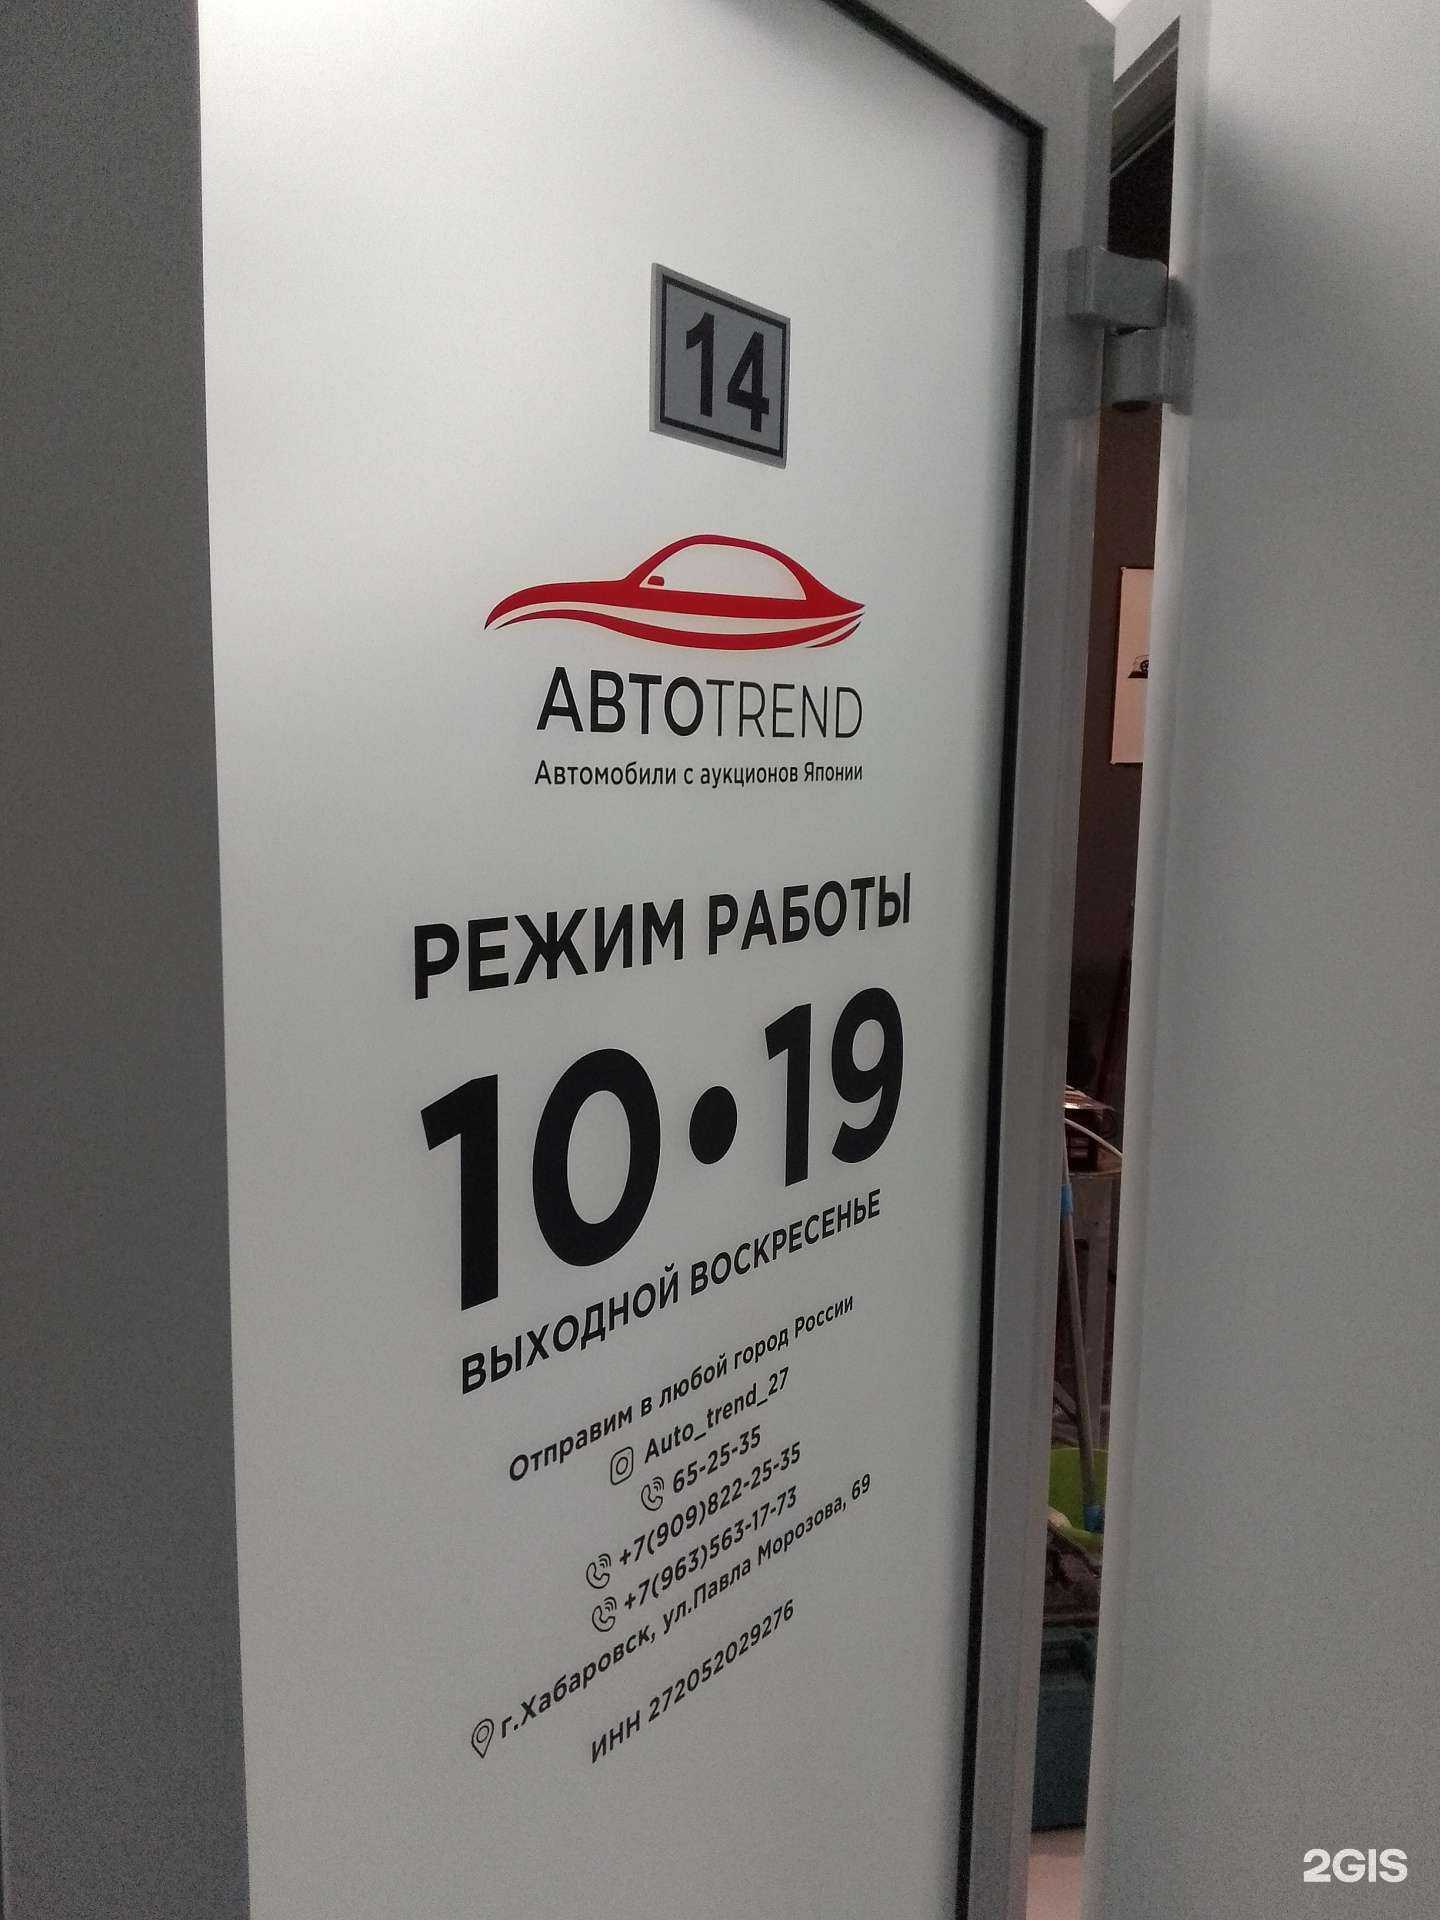 14
АВТОTREND
Автомобили с аукционов Японии
РЕЖИМ РАБОТЫ
10•19
ВЫХОДНОЙ ВОСКРЕСЕНЬЕ
Отправим в любой город России
Auto_trend_27
65-25-35
+7(909)822-25-35
+7(963)563-17-73
г.Хабаровск, ул.Павла Морозова, 69
ИНН 272052029276
2GIS